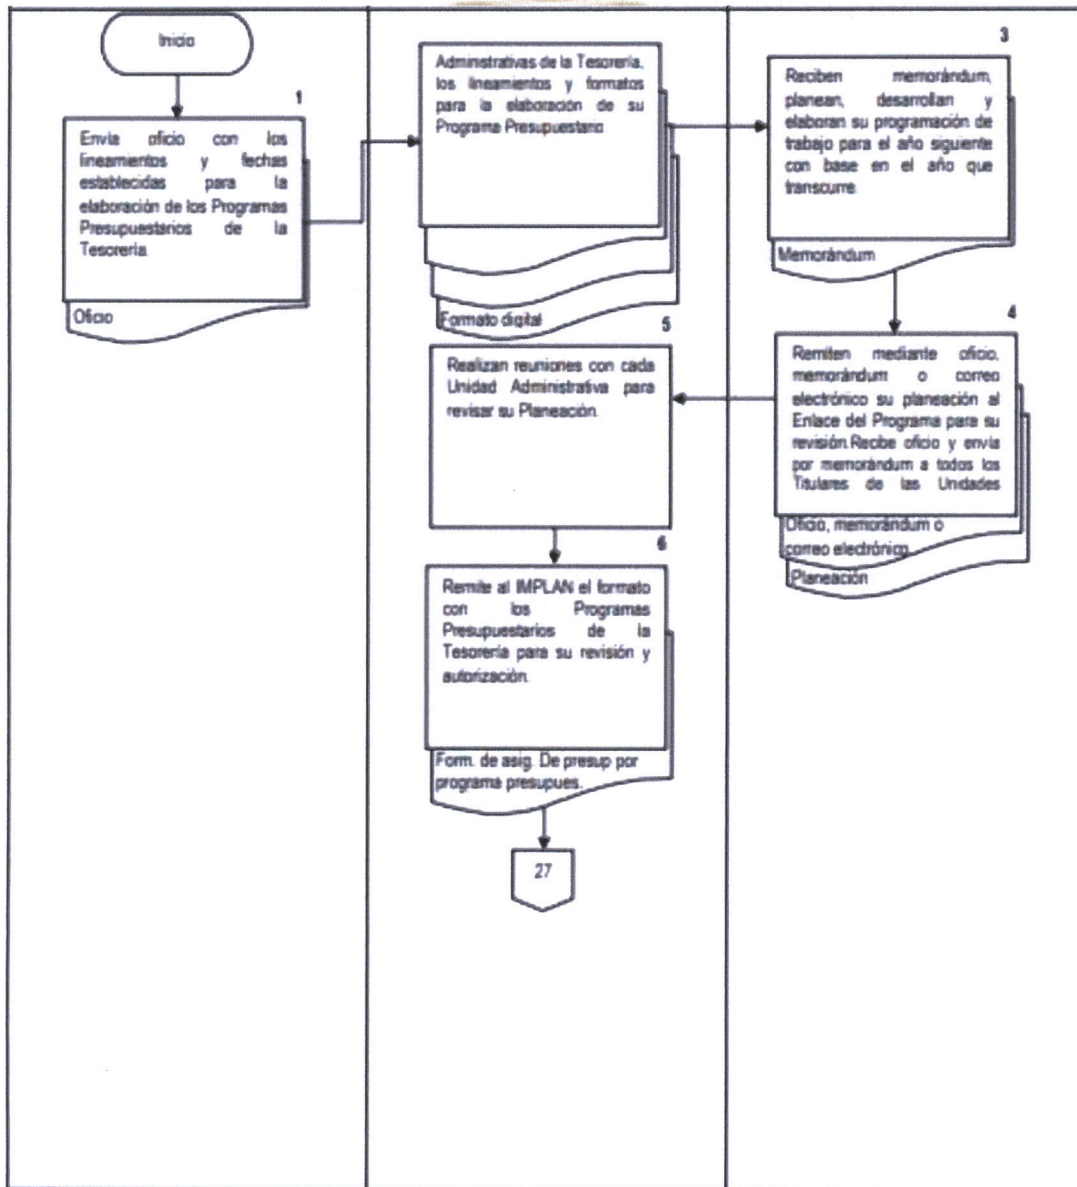 Inicio
1
Envía oficio con los
lineamientos y fechas
establecidas para la
elaboración de los Programas
Presupuestarios de la
Tesorería.
Oficio
Administrativas de la Tesorería,
los lineamientos y formatos
para la elaboración de su
Programa Presupuestario
Formato digital
3
Reciben memorándum,
planean, desarrollan y
elaboran su programación de
trabajo para el año siguiente
con base en el año que
transcurre.
Memorándum
4
Remiten mediante oficio,
memorándum o correo
electrónico su planeación al
Enlace del Programa para su
revisión.Recibe oficio y envía
por memorándum a todos los
Titulares de las Unidades
Oficio, memorándum o
correo electrónico
Planeación
5
Realizan reuniones con cada
Unidad Administrativa para
revisar su Planeación.
6
Remite al IMPLAN el formato
con los Programas
Presupuestarios de la
Tesorería para su revisión y
autorización.
Form. de asig. De presup por
programa presupues.
27